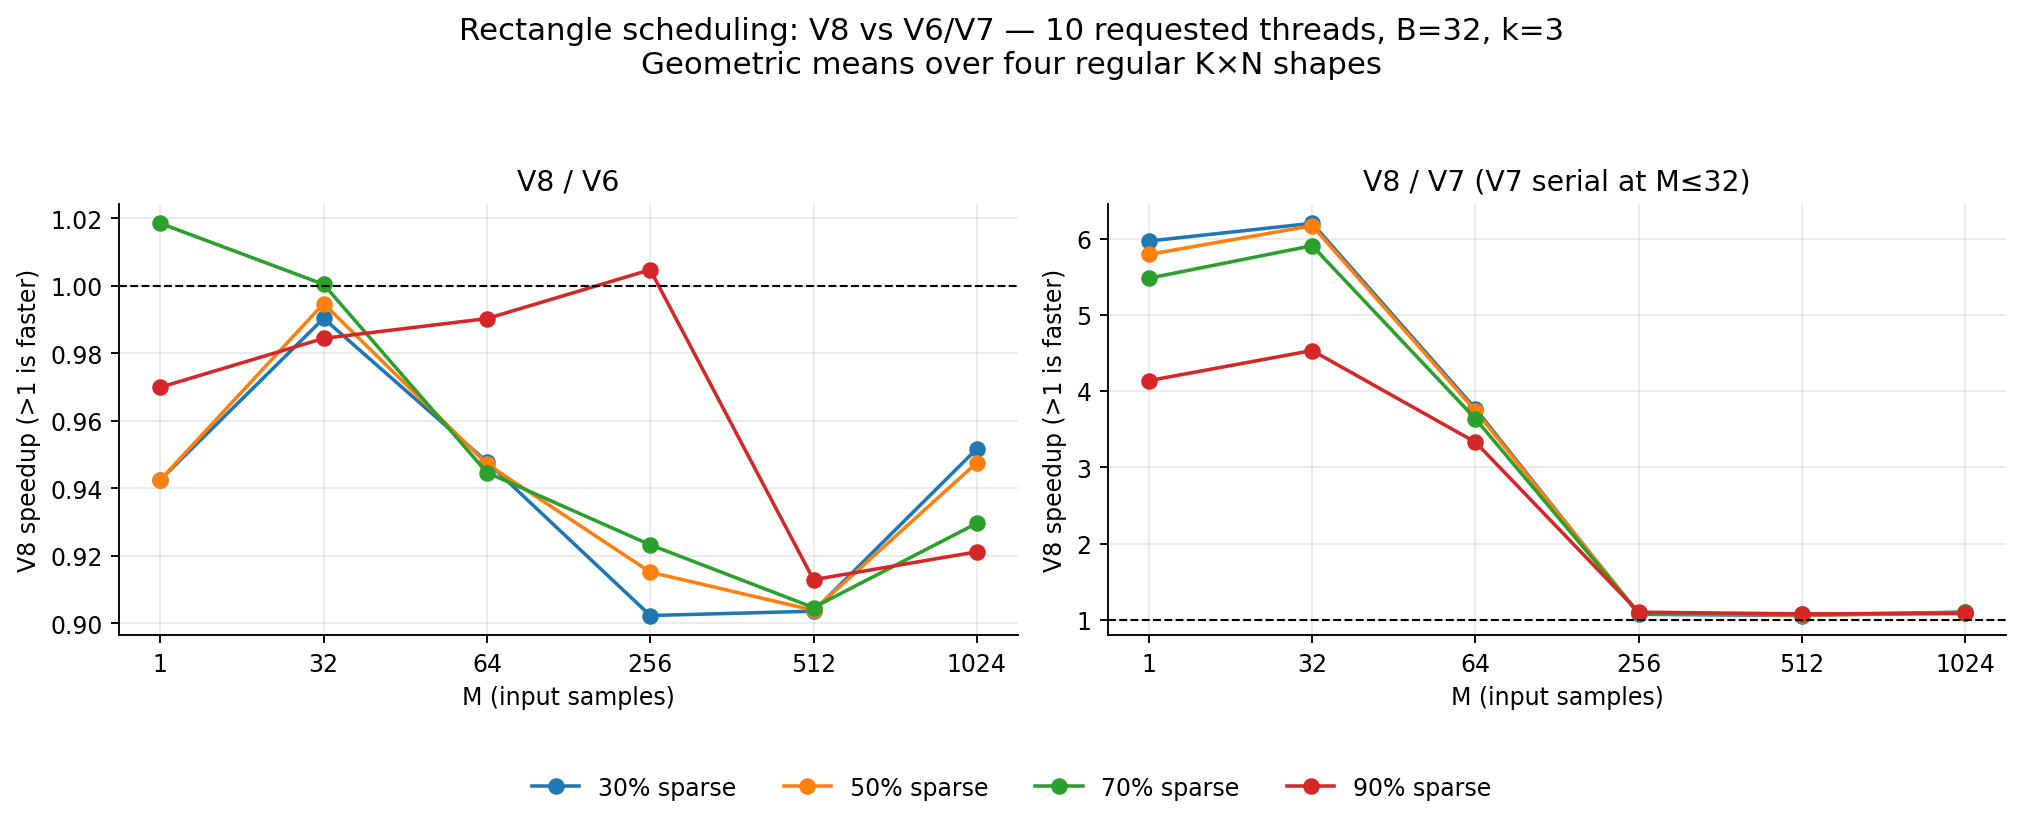 Rectangle scheduling: V8 vs V6/V7 — 10 requested threads, B=32, k=3
Geometric means over four regular K×N shapes
V8 / V6
V8 speedup (>1 is faster)
1.02
1.00
0.98
0.96
0.94
0.92
0.90
1 32 64 256 512 1024
M (input samples)
V8 / V7 (V7 serial at M≤32)
V8 speedup (>1 is faster)
6
5
4
3
2
1
1 32 64 256 512 1024
M (input samples)
30% sparse 50% sparse 70% sparse 90% sparse